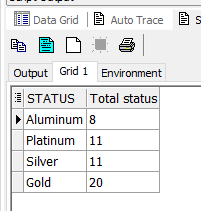 Data Grid Auto Trace
Output Grid 1 Environment
STATUS Total status
Aluminum 8
Platinum 11
Silver 11
Gold 20